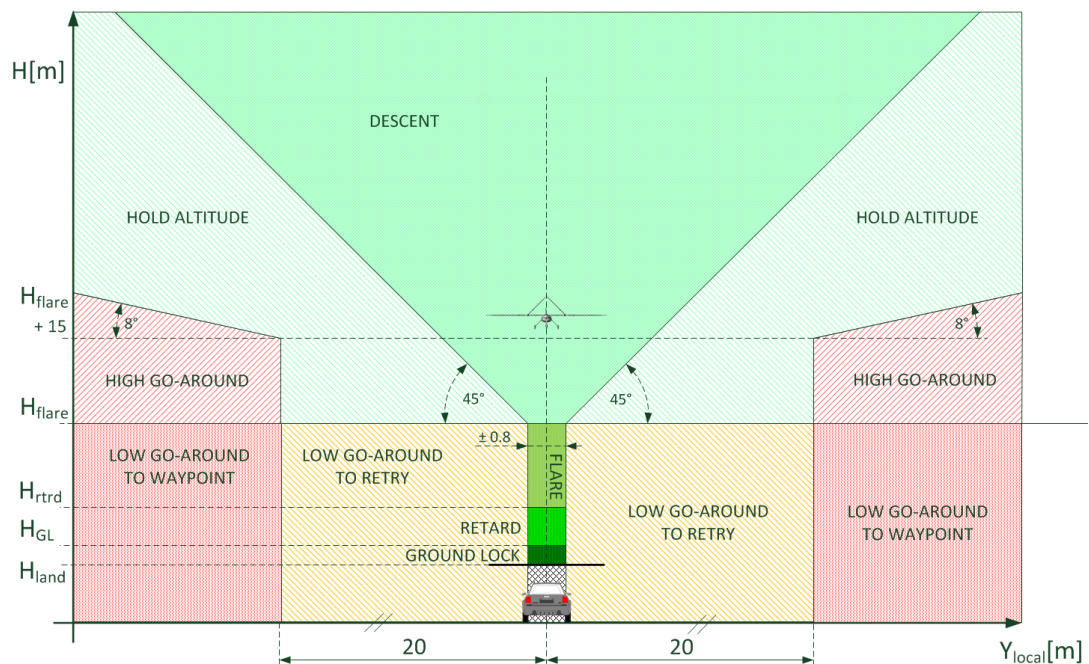 H[m]
DESCENT
HOLD ALTITUDE
HOLD ALTITUDE
Hflare
+ 15
8°
8°
HIGH GO-AROUND
HIGH GO-AROUND
45°
45°
Hflare
± 0.8
LOW GO-AROUND
TO WAYPOINT
LOW GO-AROUND
TO RETRY
FLARE
Hrtrd
LOW GO-AROUND
TO RETRY
LOW GO-AROUND
TO WAYPOINT
RETARD
HGL
GROUND LOCK
Hland
20
20
Ylocal[m]